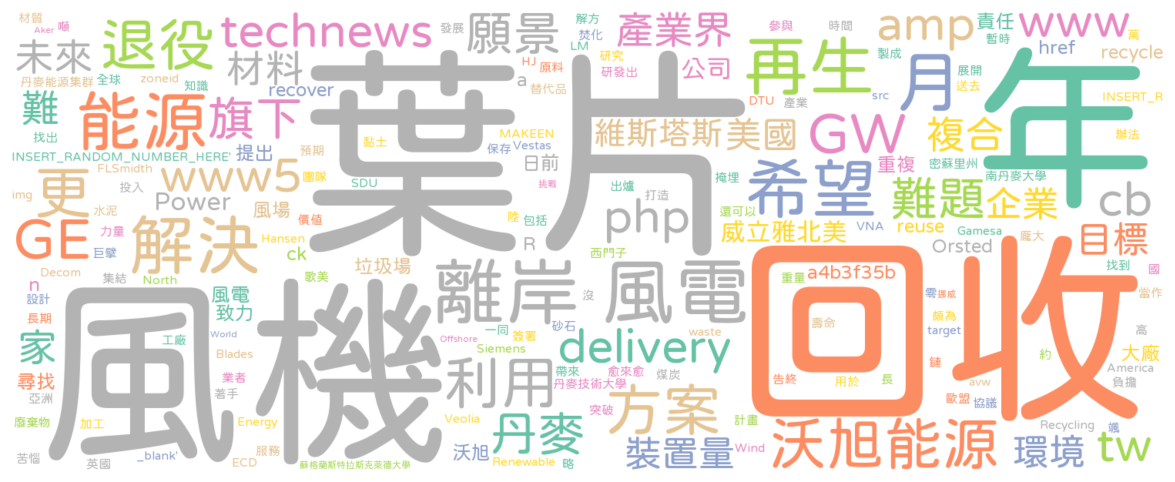 葉片
風機
回收
年
風電
離岸
能源
www5
解決
GE
退役
technews
願景
產業界
再生
月
amp
www
GW
複合
希望
難題
企業
php
美國
維斯塔斯
旗下
材料
未來
難
更
Power
利用
delivery
方案
丹麥
裝置量
沃旭能源
環境
tw
目標
cb
威立雅北美
公司
家
風電
致力
尋找
recover
提出
風場
垃圾場
日前
a4b3f35b
Orsted
reuse
重複
href
recycle
責任
暫時
大廠
ck
n
R
a
沃旭
INSERT_RANDOM_NUMBER_HERE'
INSERT_R
材質
Aker
噸
發展
解方
LM
焚化
HJ
原料
研究
研發出
替代品
參與
時間
製成
DTU
產業
src
展開
送去
萬
辦法
密蘇里州
南丹麥大學
丹麥能源集群
全球
zoneid
知識
找出
FLSmidth
預期
團隊
黏土
MAKEEN
Vestas
保存
挑戰
SDU
img
投入
價值
水泥
力量
巨擘
Hansen
陸
包括
出爐
打造
掩埋
還可以
VNA
Gamesa
龐大
找到
國
當作
西門子
Decom
集結
North
歌美
設計
長期
工廠
World
Blades
業者
著手
亞洲
Energy
廢棄物
加工
Veolia
苦惱
英國
_blank'
ECD
服務
蘇格蘭斯特拉斯克萊德大學
Offshore
Siemens
一同
簽署
砂石
沒
waste
帶來
愈來愈
煤炭
丹麥技術大學
突破
計畫
Renewable
略
Wind
重量
壽命
告終
用於
長
零
挪威
頗為
target
鏈
avw
歐盟
協議
約
高
America
負擔
Recycling
颯